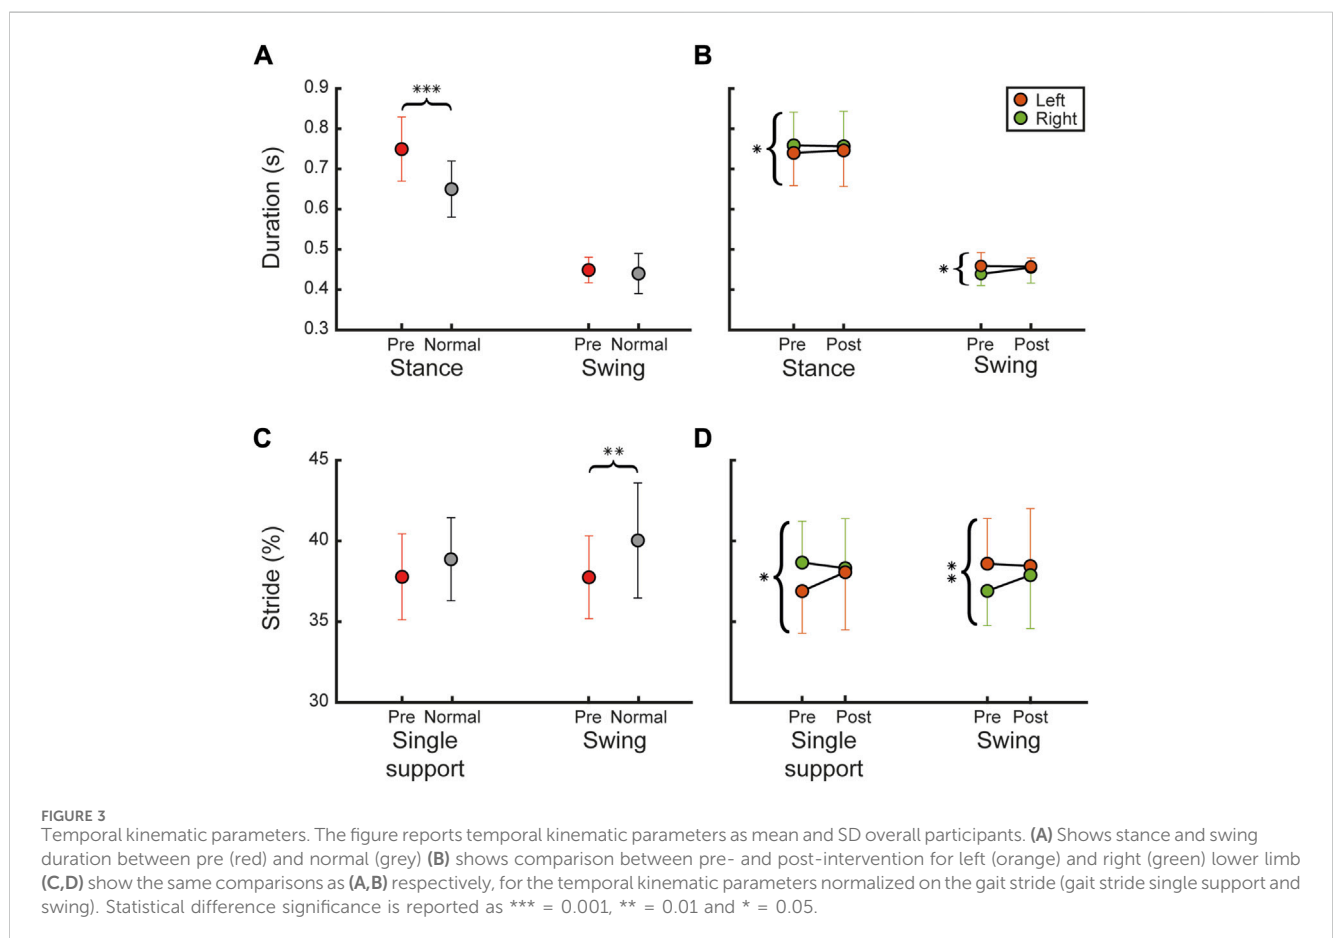 A
B
0.9
0.8
0.7
0.6
0.5
0.4
0.3
Duration (s)
***
Pre Normal
Stance
Pre Normal
Swing
Left
Right
*
*
Pre Post
Stance
Pre Post
Swing
C
D
45
40
35
30
Stride (%)
**
Pre Normal
Single
support
Pre Normal
Swing
*
**
Pre Post
Single
support
Pre Post
Swing
FIGURE 3
Temporal kinematic parameters. The figure reports temporal kinematic parameters as mean and SD overall participants. (A) Shows stance and swing
duration between pre (red) and normal (grey) (B) shows comparison between pre- and post-intervention for left (orange) and right (green) lower limb
(C,D) show the same comparisons as (A,B) respectively, for the temporal kinematic parameters normalized on the gait stride (gait stride single support and
swing). Statistical difference significance is reported as *** = 0.001, ** = 0.01 and * = 0.05.